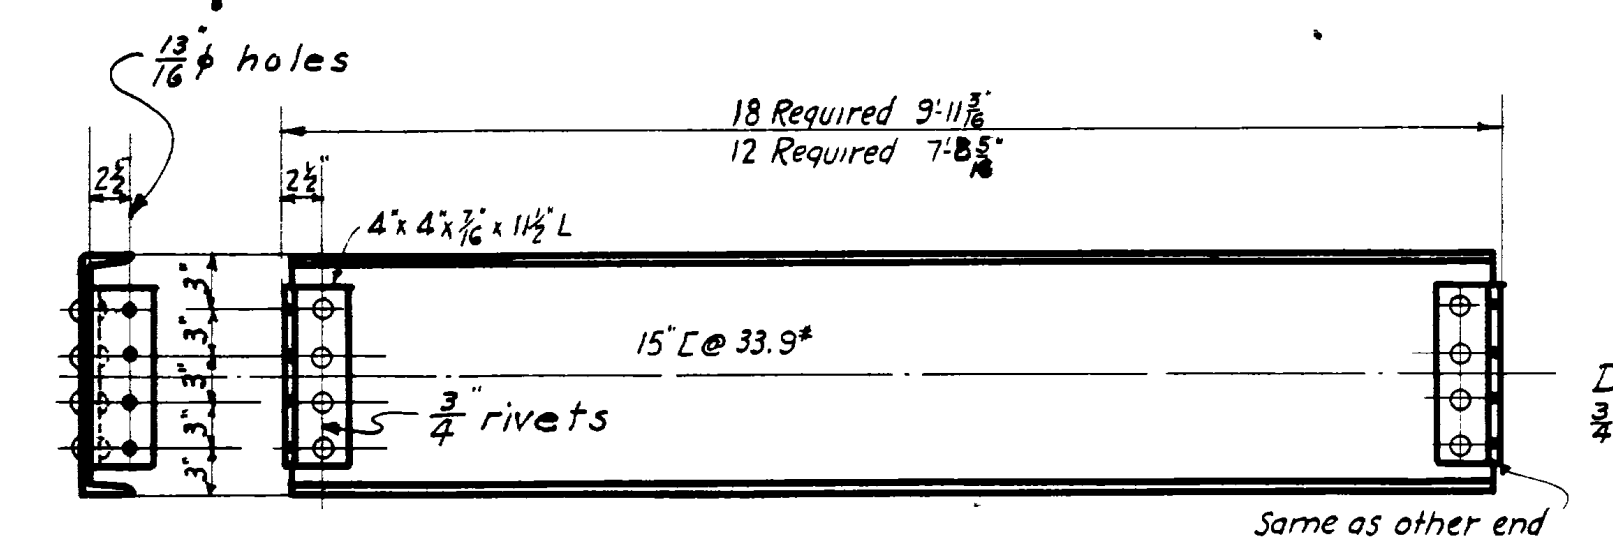 13/16"ϕ holes
18 Required 9'-11 3/16"
12 Required 7'-8 5/16"
2 1/2"
2 1/2"
4"x 4"x 7/16" x 11 1/2" L
3"
3"
3"
3"
3"
15" [ @ 33.9#
3/4" rivets
3/4
Same as other end